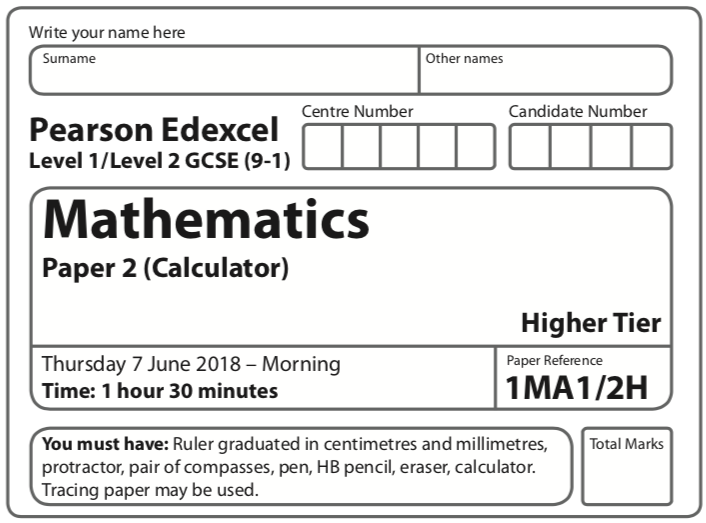 Write your name here
Surname
Other names
Centre Number
Candidate Number
Pearson Edexcel
Level 1/Level 2 GCSE (9-1)
Mathematics
Paper 2 (Calculator)
Higher Tier
Thursday 7 June 2018 – Morning
Time: 1 hour 30 minutes
Paper Reference
1MA1/2H
You must have: Ruler graduated in centimetres and millimetres,
protractor, pair of compasses, pen, HB pencil, eraser, calculator.
Tracing paper may be used.
Total Marks